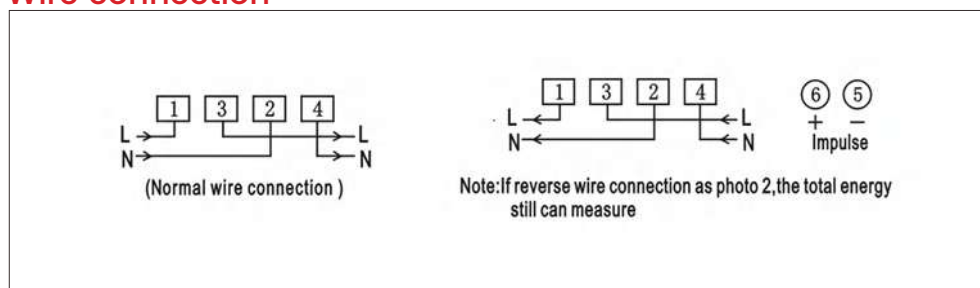 wire connection
1 3 2 4
L L
N N
(Normal wire connection )
1 3 2 4
L L
N N
6 5
+ −
Impulse
Note:If reverse wire connection as photo 2,the total energy
still can measure